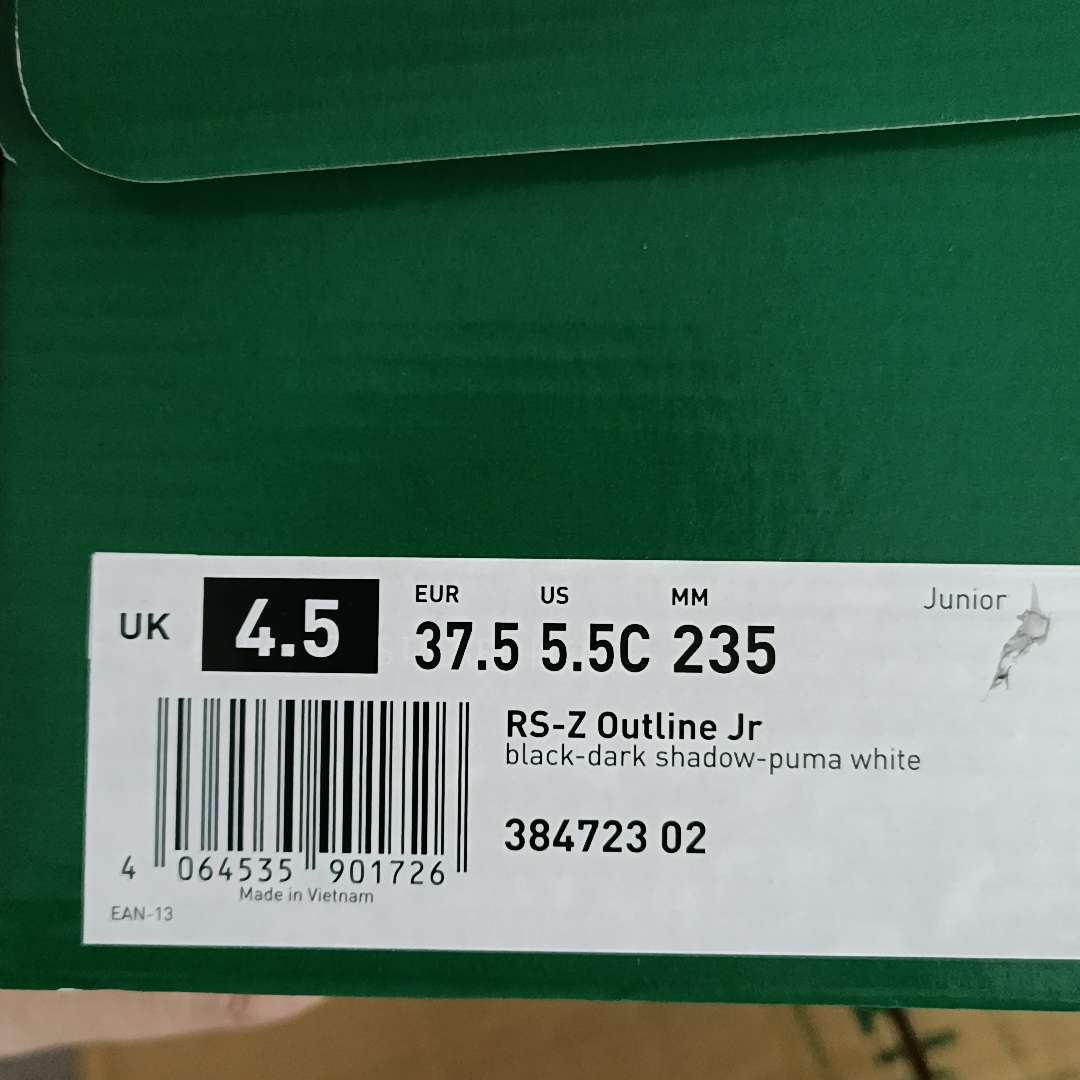 UK 4.5 EUR 37.5 US 5.5C MM 235 Junior
RS-Z Outline Jr
black-dark shadow-puma white
384723 02
4 064535 901726
Made in Vietnam
EAN-13